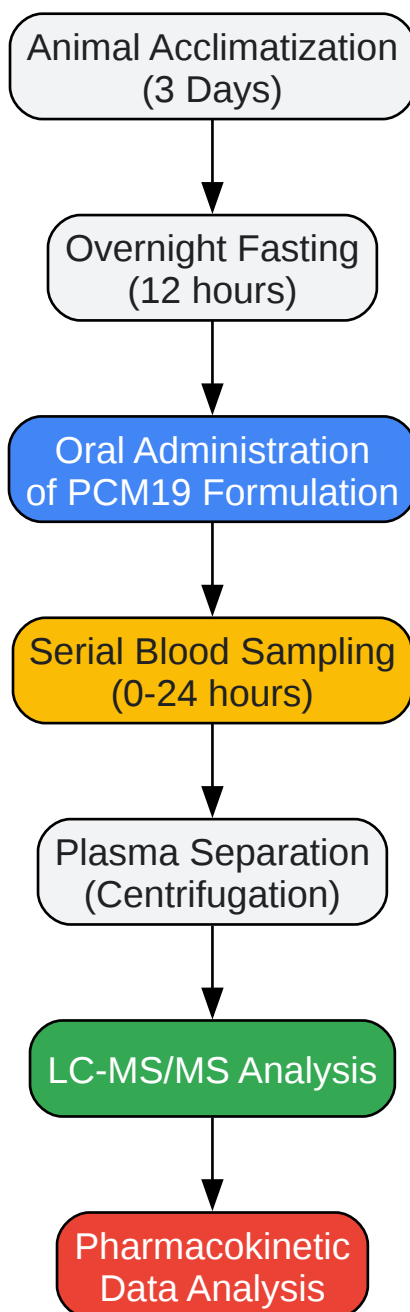 Animal Acclimatization
(3 Days)
Overnight Fasting
(12 hours)
Oral Administration
of PCM19 Formulation
Serial Blood Sampling
(0-24 hours)
Plasma Separation
(Centrifugation)
LC-MS/MS Analysis
Pharmacokinetic
Data Analysis